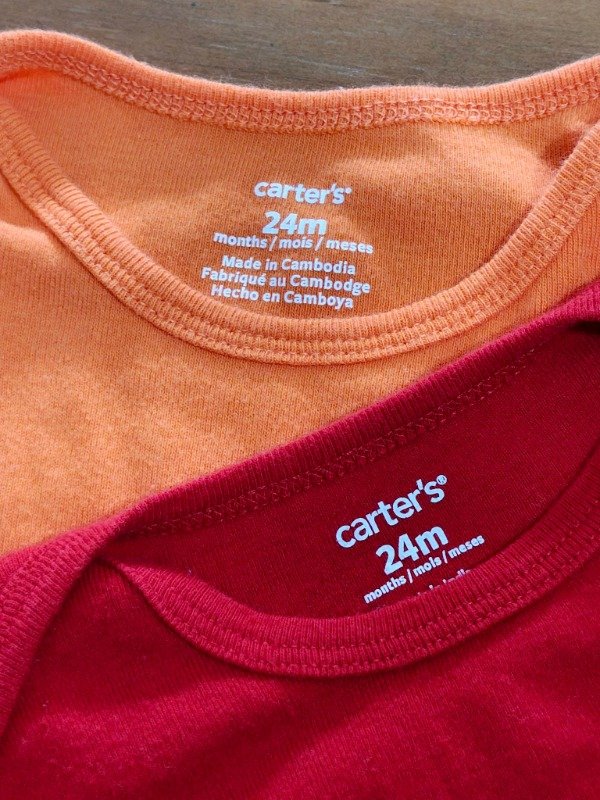 carter's®
24m
months / mois / meses
Made in Cambodia
Fabriqué au Cambodge
Hecho en Camboya
carter's®
24m
months / mois / meses